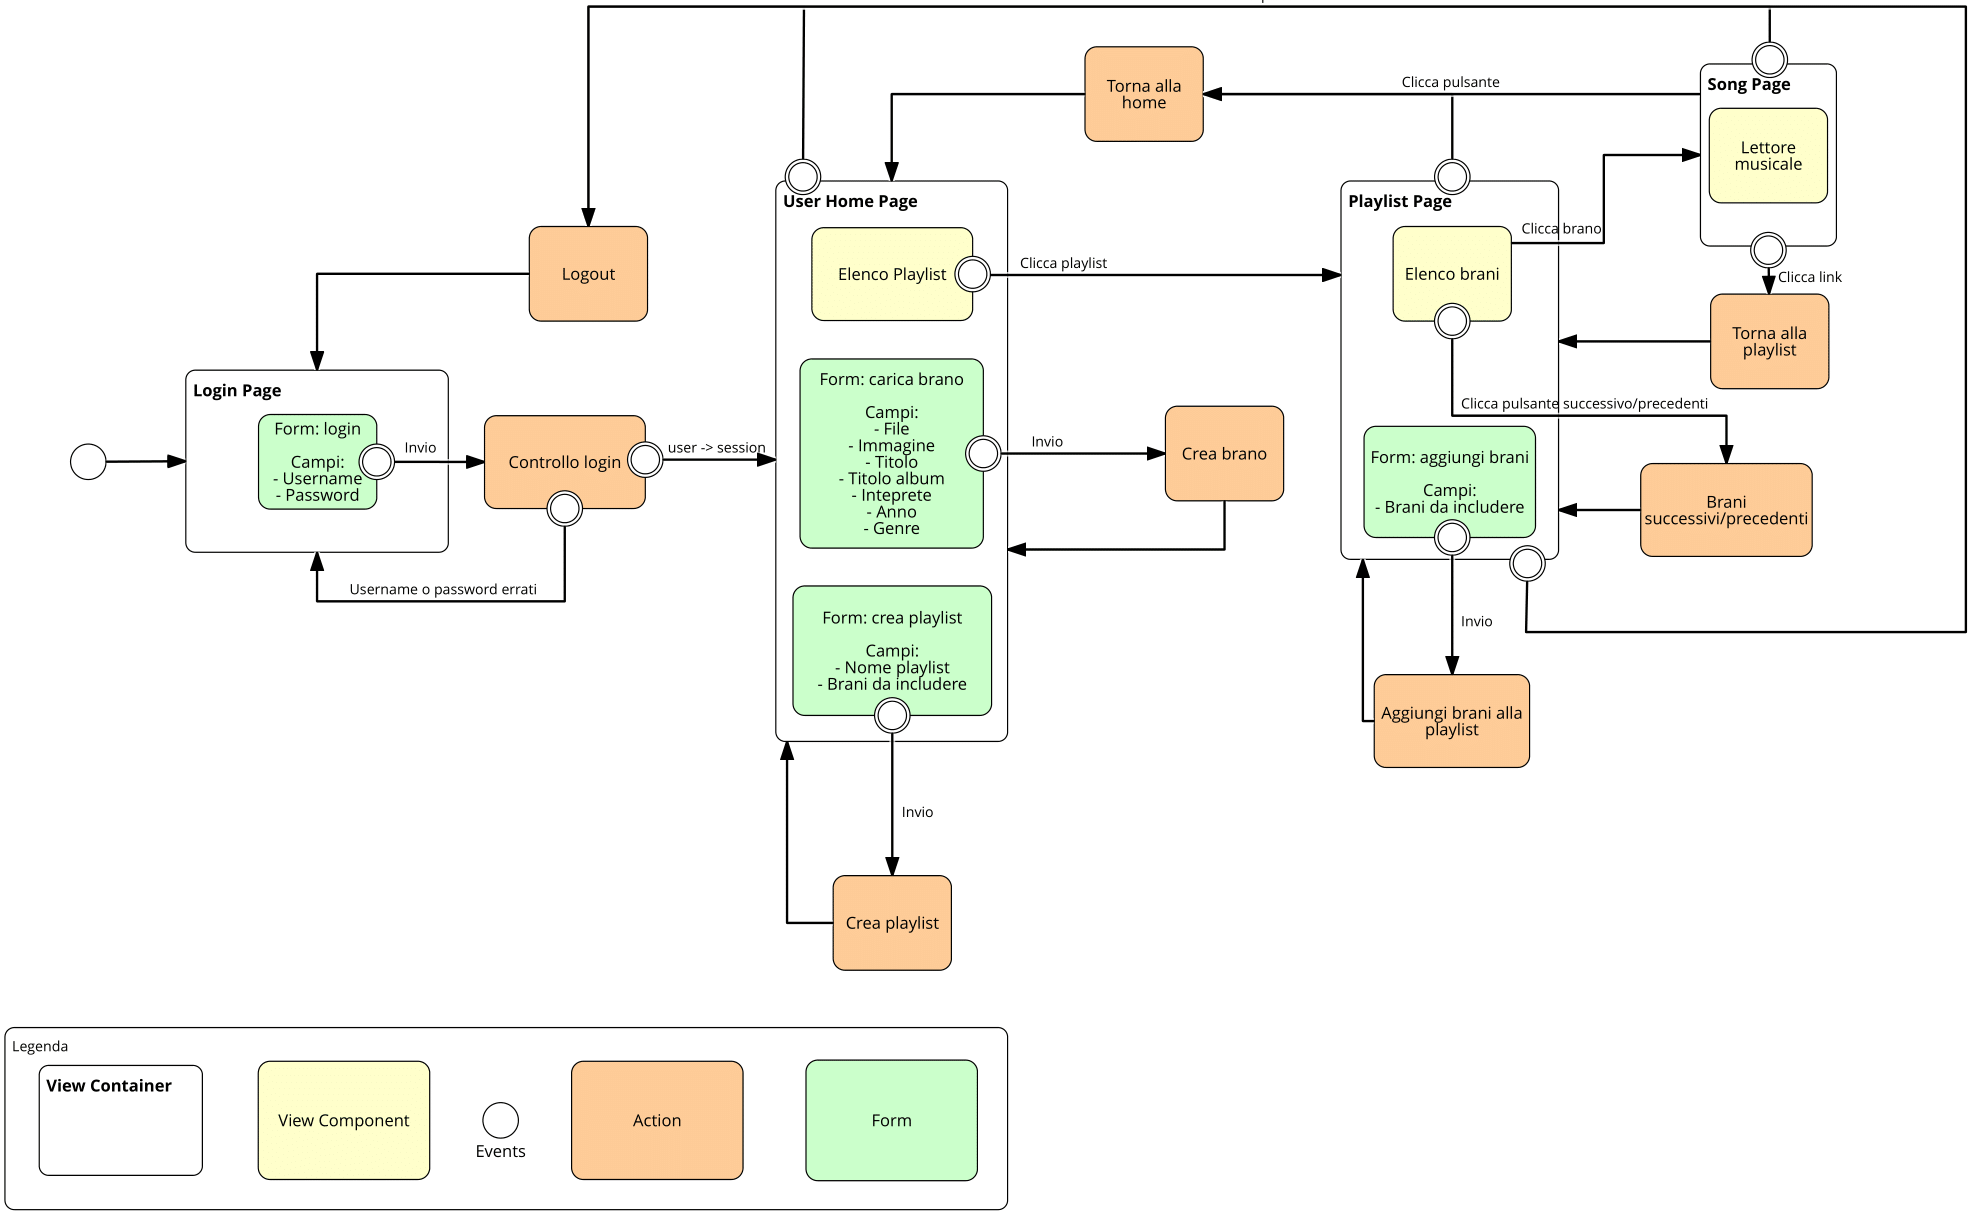 Torna alla
home
Clicca pulsante
Song Page
Lettore
musicale
User Home Page
Playlist Page
Clicca brano
Logout
Elenco Playlist
Clicca playlist
Elenco brani
Clicca link
Torna alla
playlist
Login Page
Form: login
Campi:
- Username
- Password
Invio
Controllo login
user -> session
Username o password errati
Form: carica brano
Campi:
- File
- Immagine
- Titolo
- Titolo album
- Inteprete
- Anno
- Genre
Invio
Crea brano
Clicca pulsante successivo/precedenti
Form: aggiungi brani
Campi:
- Brani da includere
Brani
successivi/precedenti
Form: crea playlist
Campi:
- Nome playlist
- Brani da includere
Invio
Aggiungi brani alla
playlist
Invio
Crea playlist
Legenda
View Container
View Component
Events
Action
Form